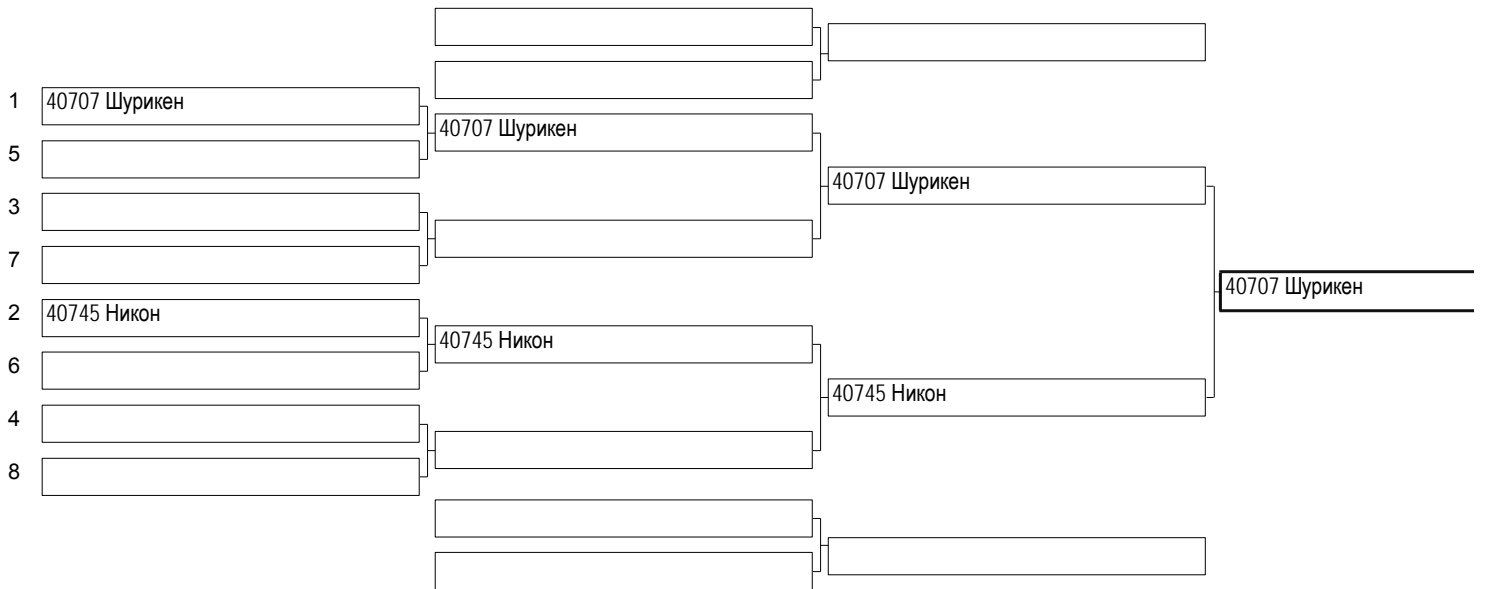 1 40707 Шурикен
40707 Шурикен
5
40707 Шурикен
3
7
40707 Шурикен
2 40745 Никон
40745 Никон
6
40745 Никон
4
8